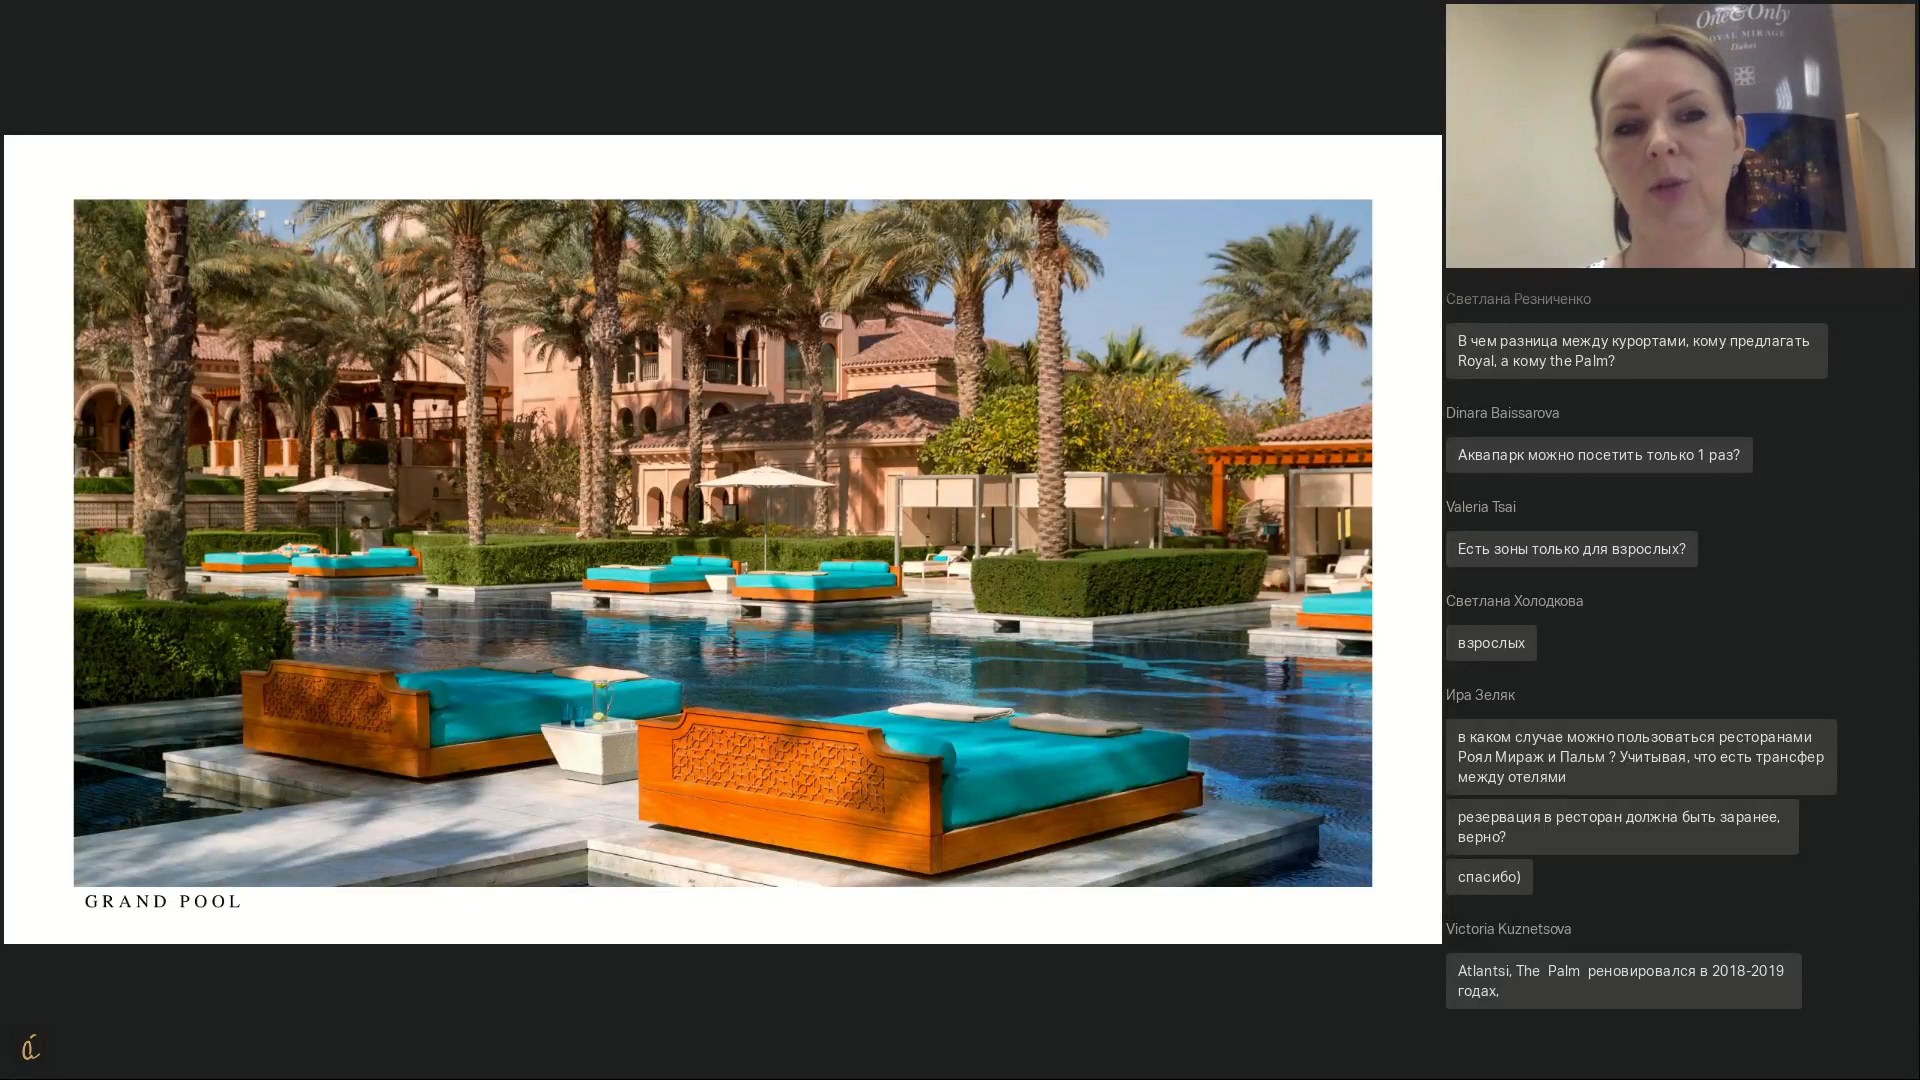 GRAND POOL
á
One&Only
ROYAL MIRAGE
Dubai
Светлана Резниченко
В чем разница между курортами, кому предлагать
Royal, а кому the Palm?
Dinara Baissarova
Аквапарк можно посетить только 1 раз?
Valeria Tsai
Есть зоны только для взрослых?
Светлана Холодкова
взрослых
Ира Зеляк
в каком случае можно пользоваться ресторанами
Роял Мираж и Пальм ? Учитывая, что есть трансфер
между отелями
резервация в ресторан должна быть заранее,
верно?
спасибо)
Victoria Kuznetsova
Atlantsi, The Palm реновировался в 2018-2019
годах,